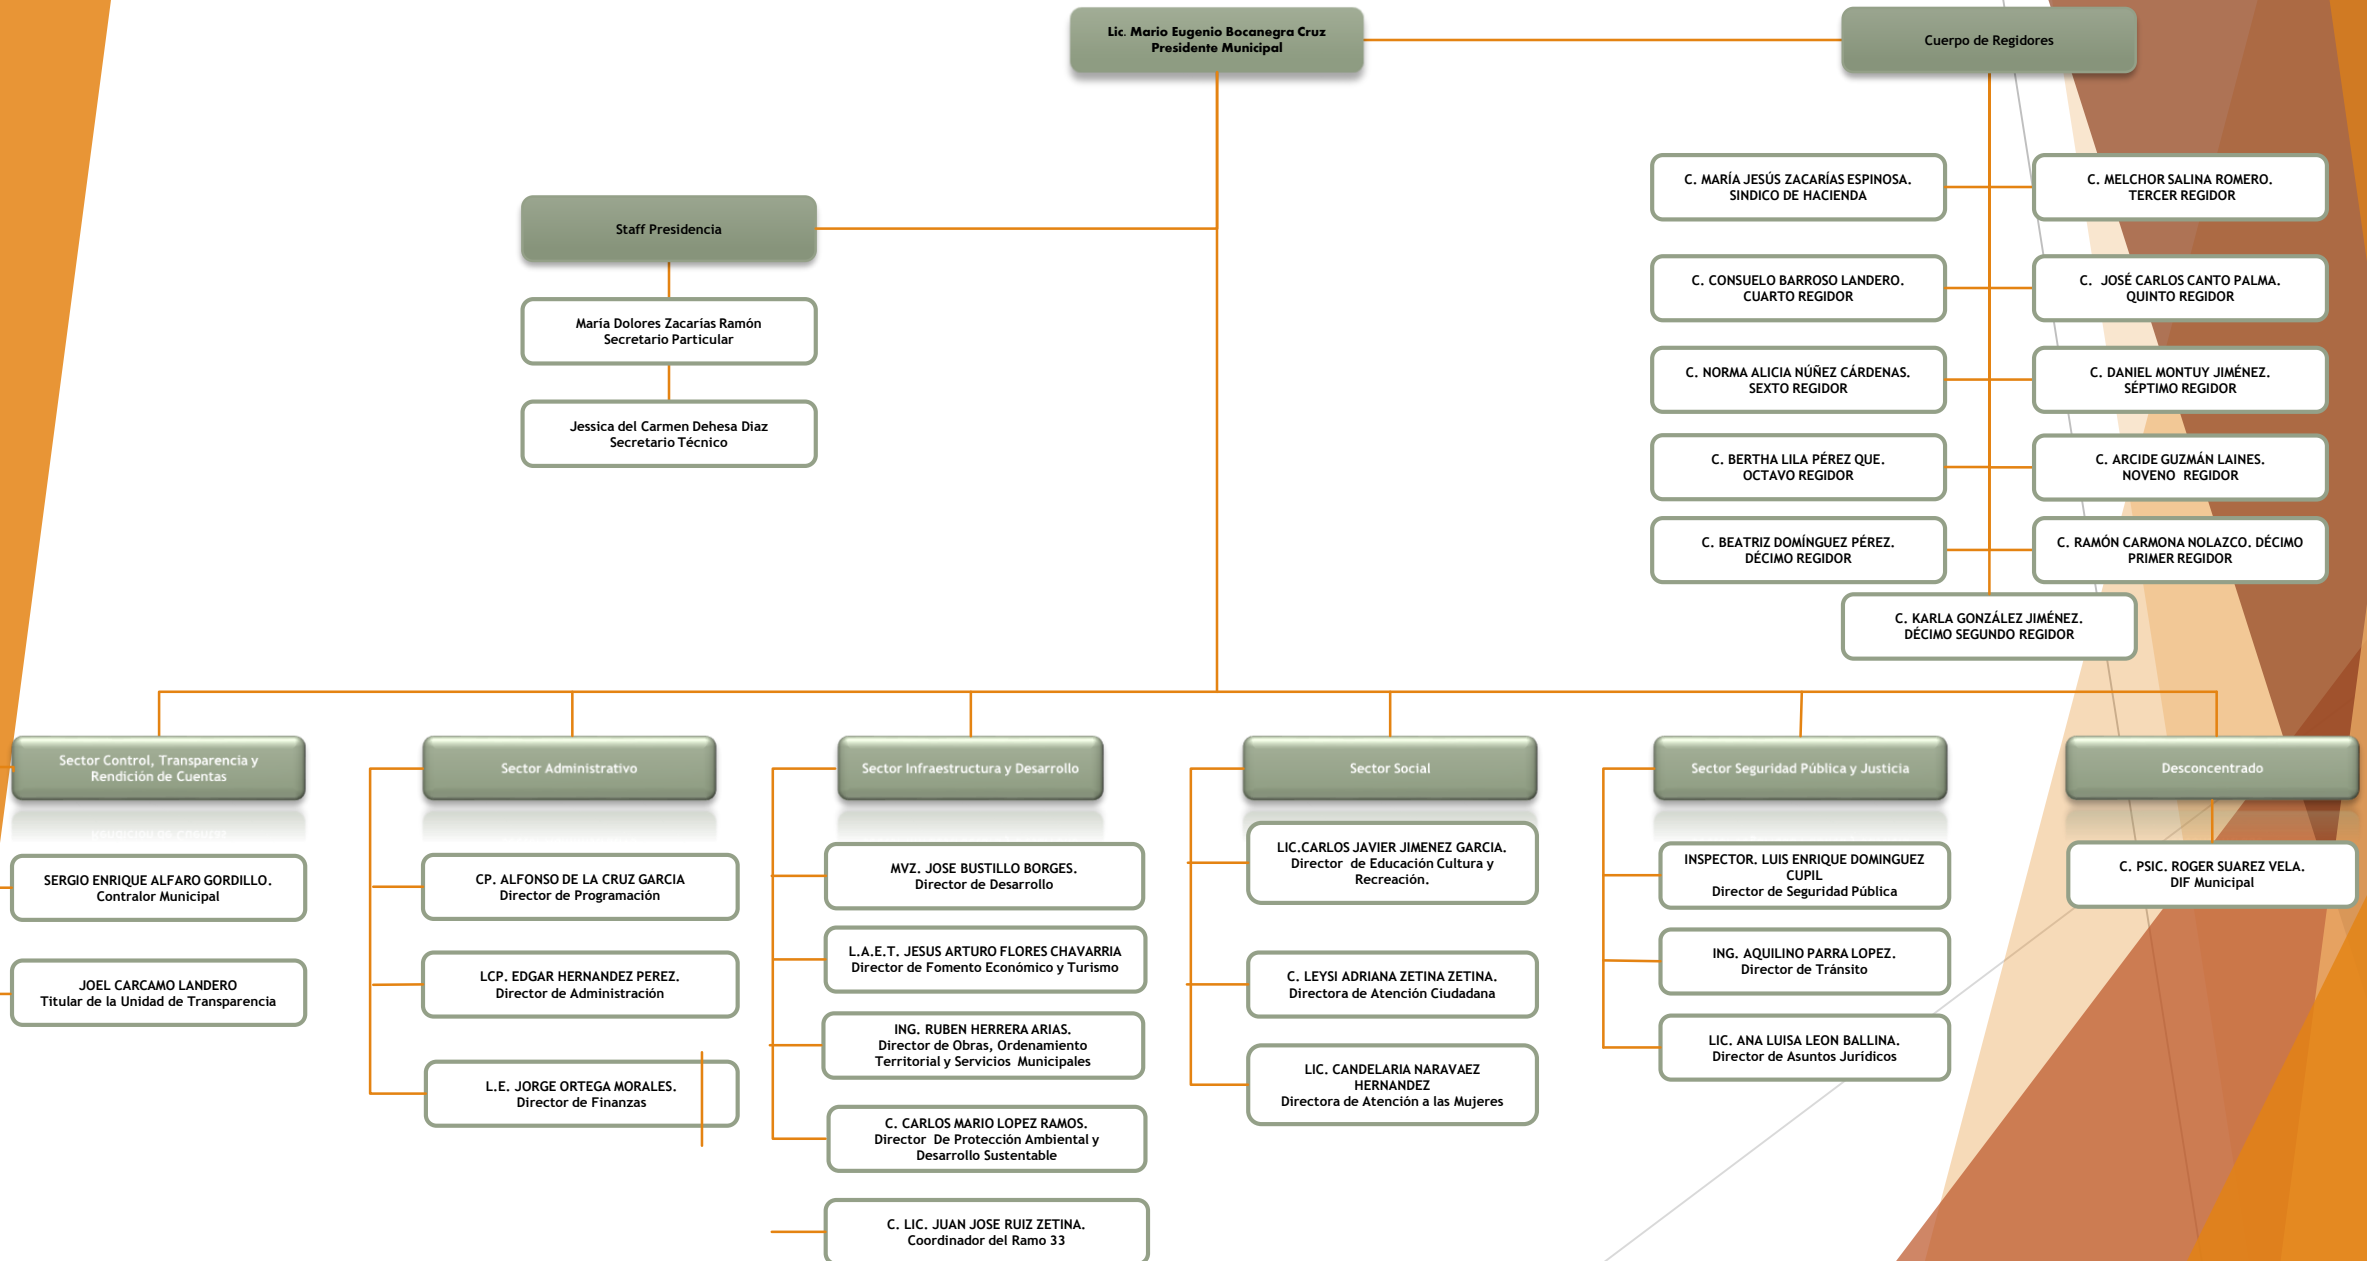 Lic. Mario Eugenio Bocanegra Cruz
Presidente Municipal
Cuerpo de Regidores
C. MARÍA JESÚS ZACARÍAS ESPINOSA.
SINDICO DE HACIENDA
C. MELCHOR SALINA ROMERO.
TERCER REGIDOR
Staff Presidencia
C. CONSUELO BARROSO LANDERO.
CUARTO REGIDOR
C. JOSÉ CARLOS CANTO PALMA.
QUINTO REGIDOR
María Dolores Zacarías Ramón
Secretario Particular
C. NORMA ALICIA NÚÑEZ CÁRDENAS.
SEXTO REGIDOR
C. DANIEL MONTUY JIMÉNEZ.
SÉPTIMO REGIDOR
Jessica del Carmen Dehesa Diaz
Secretario Técnico
C. BERTHA LILA PÉREZ QUE.
OCTAVO REGIDOR
C. ARCIDE GUZMÁN LAINES.
NOVENO REGIDOR
C. BEATRIZ DOMÍNGUEZ PÉREZ.
DÉCIMO REGIDOR
C. RAMÓN CARMONA NOLAZCO. DÉCIMO
PRIMER REGIDOR
C. KARLA GONZÁLEZ JIMÉNEZ.
DÉCIMO SEGUNDO REGIDOR
Sector Control, Transparencia y
Rendición de Cuentas
SERGIO ENRIQUE ALFARO GORDILLO.
Contralor Municipal
JOEL CARCAMO LANDERO
Titular de la Unidad de Transparencia
Sector Administrativo
CP. ALFONSO DE LA CRUZ GARCIA
Director de Programación
LCP. EDGAR HERNANDEZ PEREZ.
Director de Administración
L.E. JORGE ORTEGA MORALES.
Director de Finanzas
Sector Infraestructura y Desarrollo
MVZ. JOSE BUSTILLO BORGES.
Director de Desarrollo
L.A.E.T. JESUS ARTURO FLORES CHAVARRIA
Director de Fomento Económico y Turismo
ING. RUBEN HERRERA ARIAS.
Director de Obras, Ordenamiento
Territorial y Servicios Municipales
C. CARLOS MARIO LOPEZ RAMOS.
Director De Protección Ambiental y
Desarrollo Sustentable
C. LIC. JUAN JOSE RUIZ ZETINA.
Coordinador del Ramo 33
Sector Social
LIC.CARLOS JAVIER JIMENEZ GARCIA.
Director de Educación Cultura y
Recreación.
C. LEYSI ADRIANA ZETINA ZETINA.
Directora de Atención Ciudadana
LIC. CANDELARIA NARAVAEZ
HERNANDEZ
Directora de Atención a las Mujeres
Sector Seguridad Pública y Justicia
INSPECTOR. LUIS ENRIQUE DOMINGUEZ
CUPIL
Director de Seguridad Pública
ING. AQUILINO PARRA LOPEZ.
Director de Tránsito
LIC. ANA LUISA LEON BALLINA.
Director de Asuntos Jurídicos
Desconcentrado
C. PSIC. ROGER SUAREZ VELA.
DIF Municipal